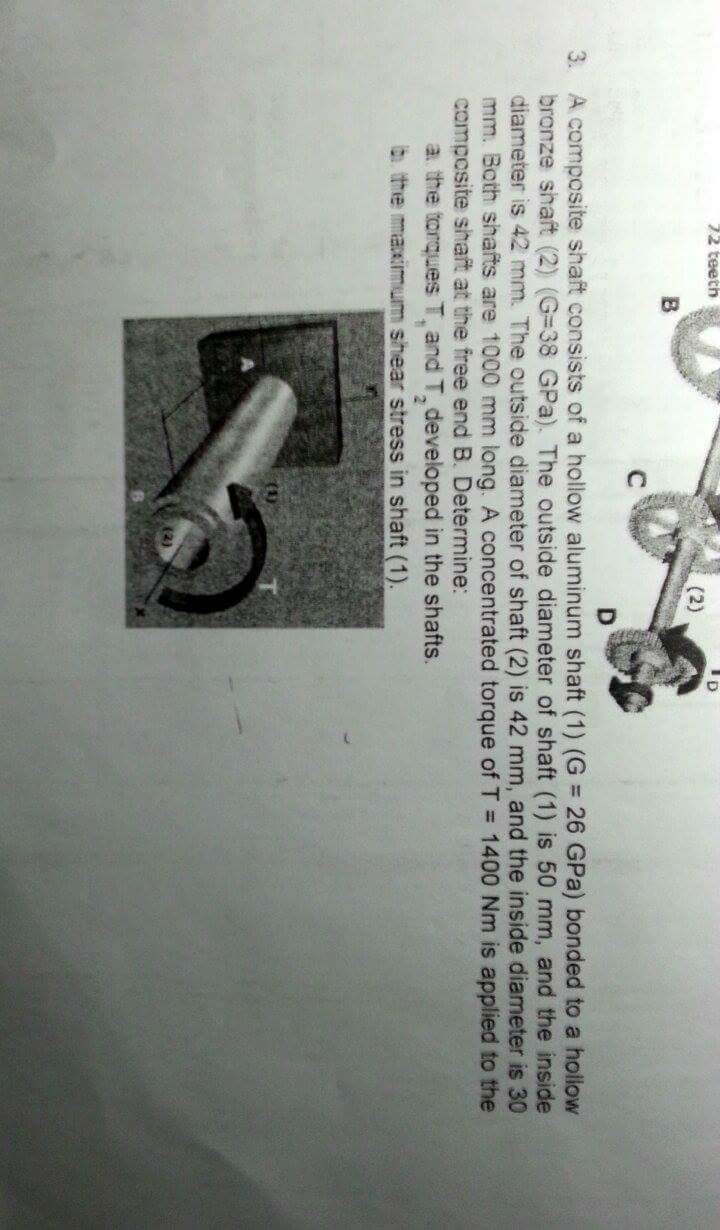 72 teeth
B
(2)
C
D
3. A composite shaft consists of a hollow aluminum shaft (1) (G = 26 GPa) bonded to a hollow
bronze shaft (2) (G=38 GPa). The outside diameter of shaft (1) is 50 mm, and the inside
diameter is 42 mm. The outside diameter of shaft (2) is 42 mm, and the inside diameter is 30
mm. Both shafts are 1000 mm long. A concentrated torque of T = 1400 Nm is applied to the
composite shaft at the free end B. Determine:
a. the torques T1 and T2 developed in the shafts.
b. the maximum shear stress in shaft (1).
A
(1)
T
B
(2)
x